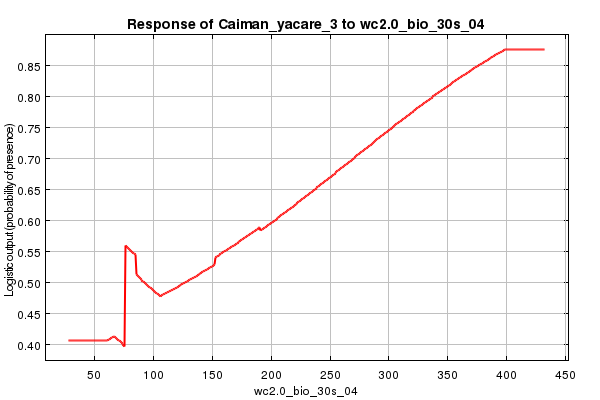 Response of Caiman_yacare_3 to wc2.0_bio_30s_04
Logistic output (probability of presence)
0.85
0.80
0.75
0.70
0.65
0.60
0.55
0.50
0.45
0.40
50 100 150 200 250 300 350 400 450
wc2.0_bio_30s_04